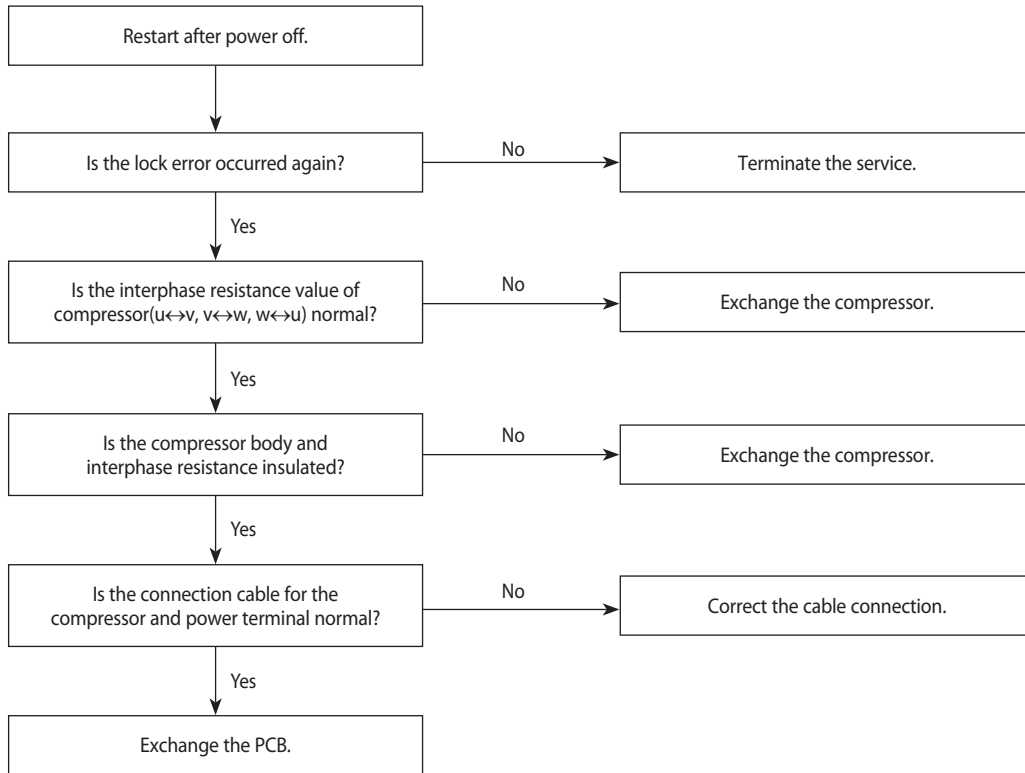 Restart after power off.
Is the lock error occurred again?
No
Terminate the service.
Yes
Is the interphase resistance value of
compressor(u↔v, v↔w, w↔u) normal?
No
Exchange the compressor.
Yes
Is the compressor body and
interphase resistance insulated?
No
Exchange the compressor.
Yes
Is the connection cable for the
compressor and power terminal normal?
No
Correct the cable connection.
Yes
Exchange the PCB.